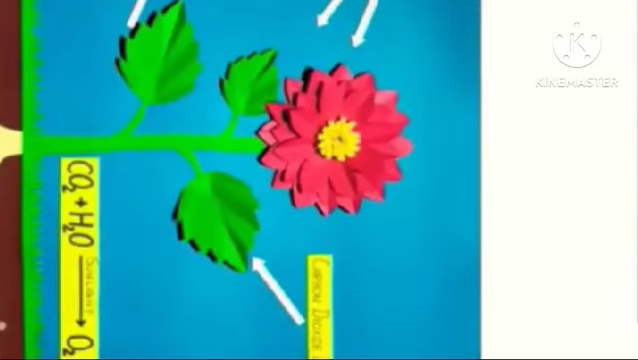 K
KINEMASTER
CARBON DIOXIDE
SUNLIGHT
CO₂ + H₂O → O₂